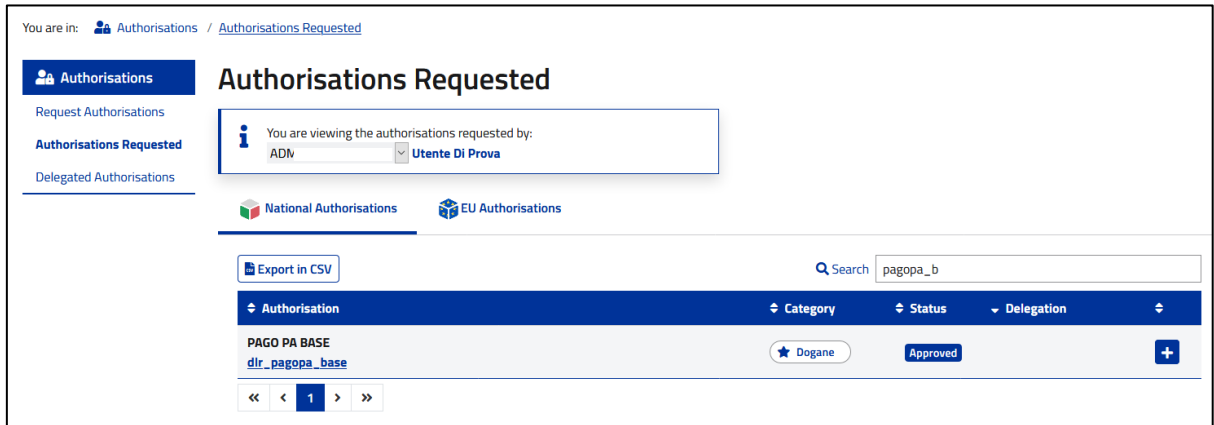 You are in: Authorisations / Authorisations Requested
Authorisations
Request Authorisations
Authorisations Requested
Delegated Authorisations
Authorisations Requested
You are viewing the authorisations requested by:
ADM Utente Di Prova
National Authorisations EU Authorisations
Export in CSV Search pagopa_b
Authorisation Category Status Delegation
PAGO PA BASE
dlr_pagopa_base Dogane Approved +
« < 1 > »